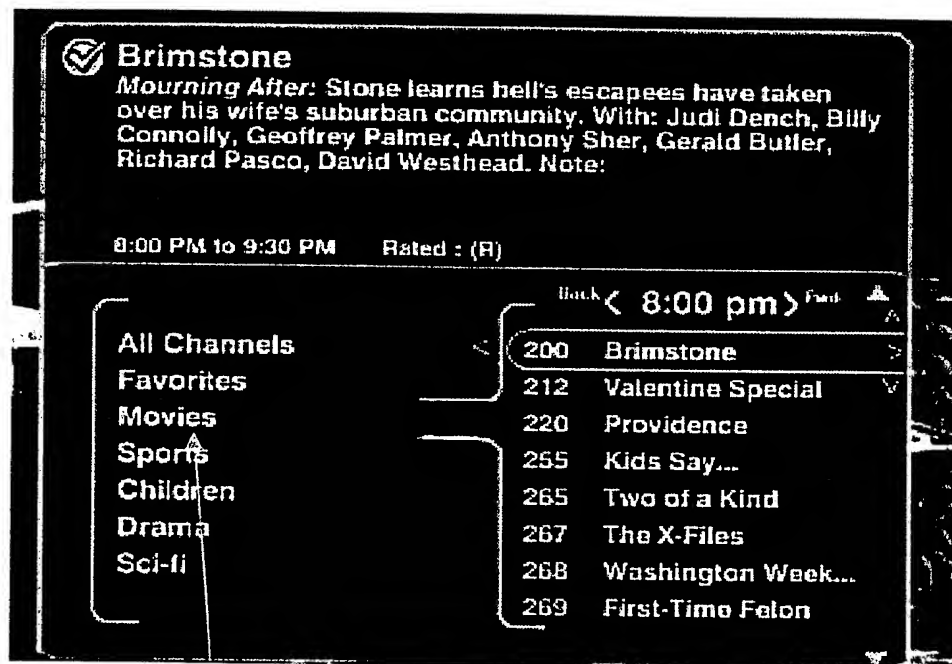 Brimstone
Mourning After: Stone learns hell's escapees have taken
over his wife's suburban community. With: Judi Dench, Billy
Connolly, Geoffrey Palmer, Anthony Sher, Gerald Butler,
Richard Pasco, David Westhead. Note:
8:00 PM to 9:30 PM Rated : (R)
Back < 8:00 pm > Fwd
All Channels
Favorites
Movies
Sports
Children
Drama
Sci-fi
< 200 Brimstone >
212 Valentine Special
220 Providence
255 Kids Say...
265 Two of a Kind
267 The X-Files
268 Washington Week...
269 First-Time Felon